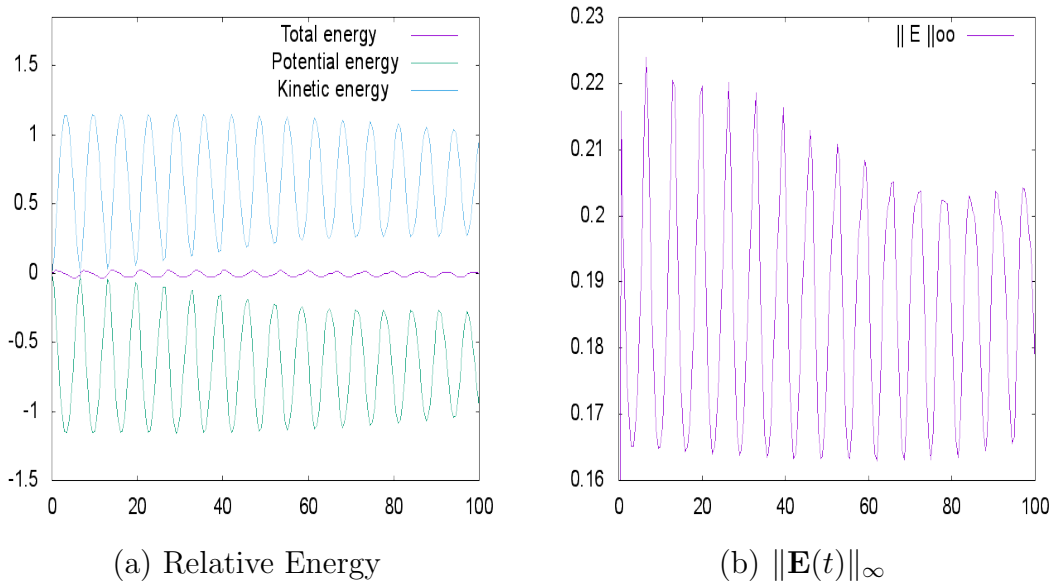 Total energy
Potential energy
Kinetic energy
1.5
1
0.5
0
-0.5
-1
-1.5
0 20 40 60 80 100
(a) Relative Energy
|| E ||oo
0.23
0.22
0.21
0.2
0.19
0.18
0.17
0.16
0 20 40 60 80 100
(b) ‖E(t)‖∞